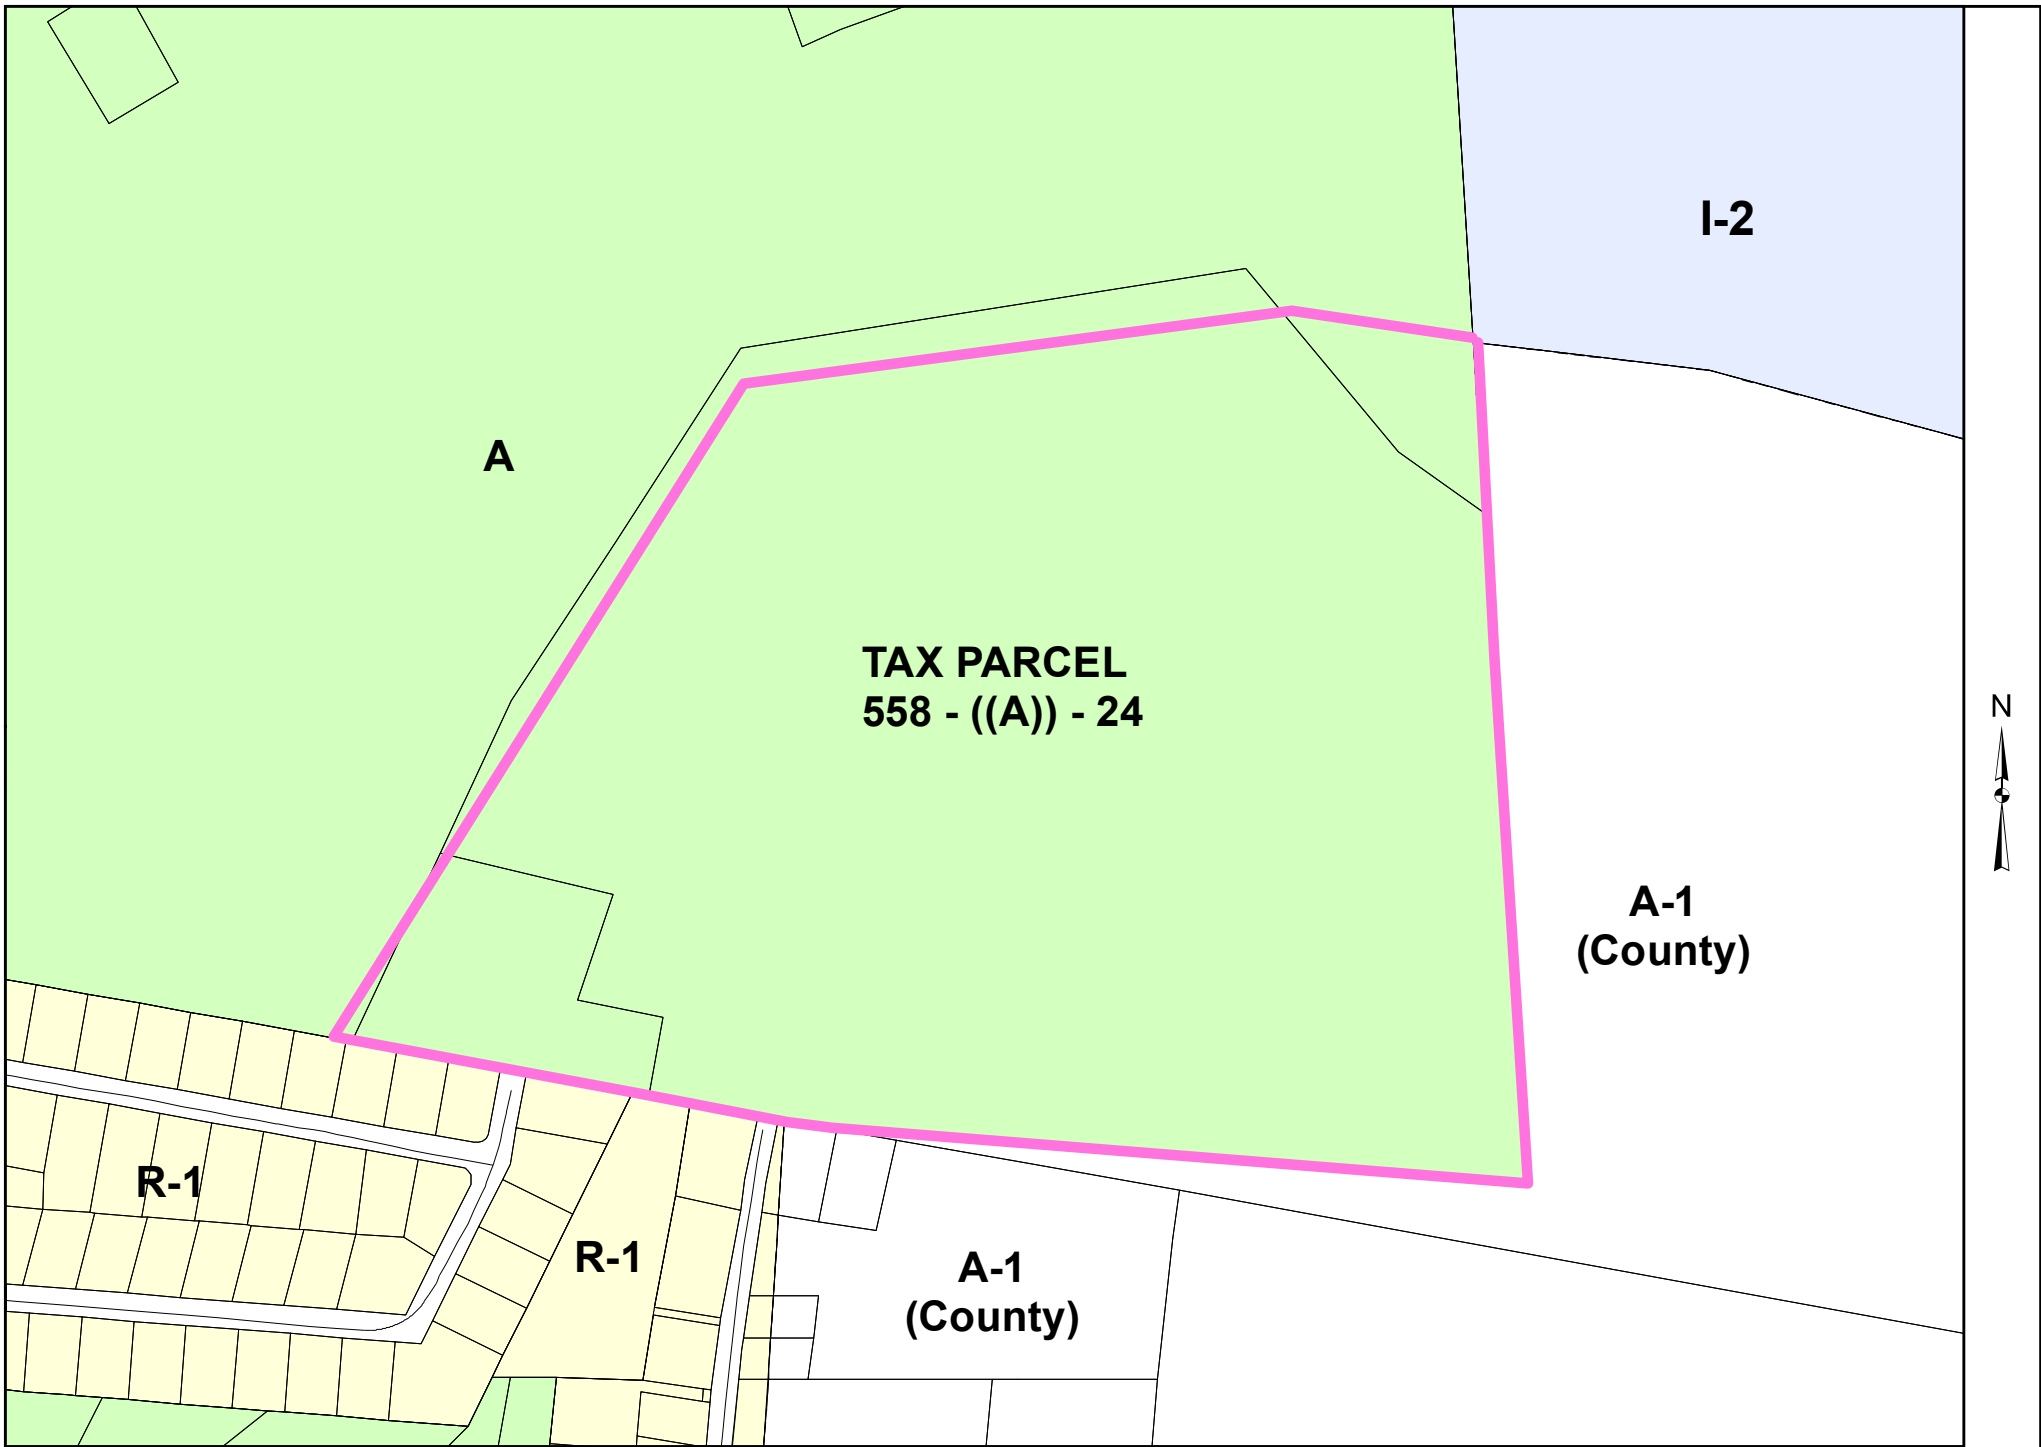 I-2
A
TAX PARCEL
558 - ((A)) - 24
N
A-1
(County)
R-1
R-1
A-1
(County)